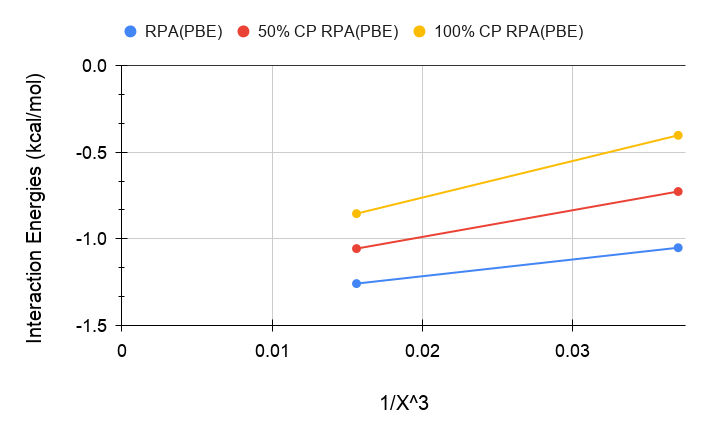 RPA(PBE) 50% CP RPA(PBE) 100% CP RPA(PBE)
Interaction Energies (kcal/mol)
0.0
-0.5
-1.0
-1.5
0 0.01 0.02 0.03
1/X^3